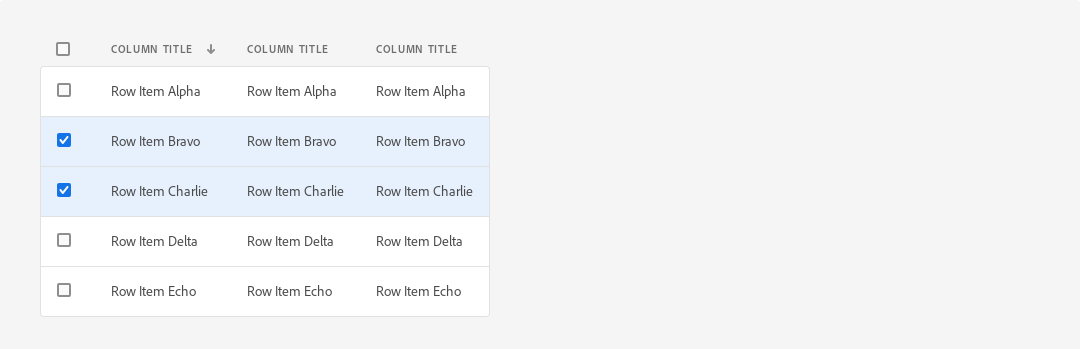 COLUMN TITLE COLUMN TITLE COLUMN TITLE
Row Item Alpha Row Item Alpha Row Item Alpha
Row Item Bravo Row Item Bravo Row Item Bravo
Row Item Charlie Row Item Charlie Row Item Charlie
Row Item Delta Row Item Delta Row Item Delta
Row Item Echo Row Item Echo Row Item Echo